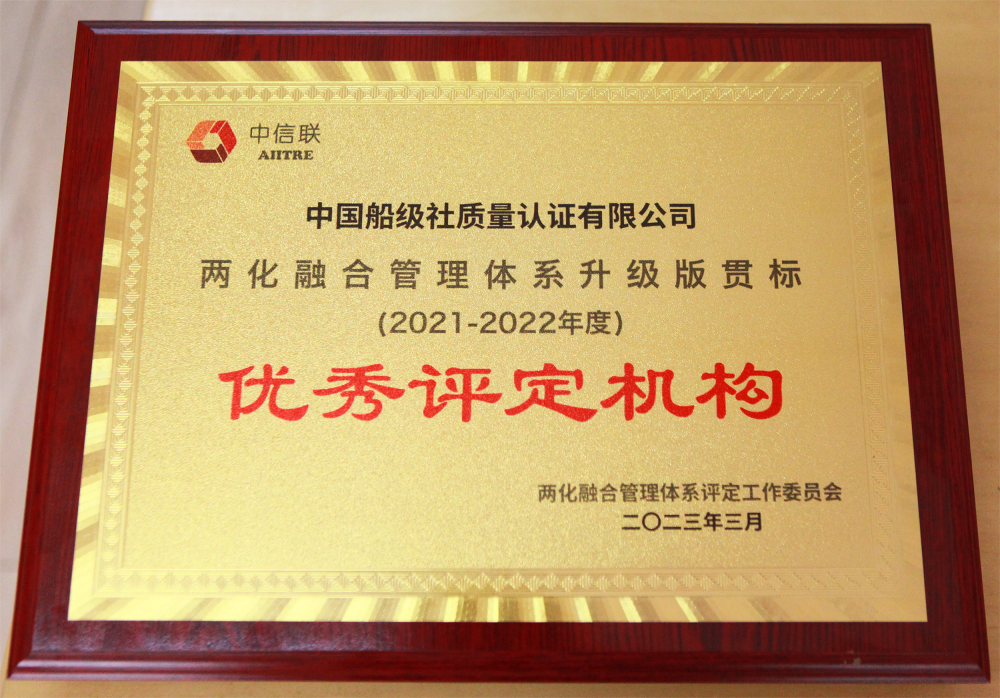 中信联
AIITRE
中国船级社质量认证有限公司
两化融合管理体系升级版贯标
(2021-2022年度)
优秀评定机构
两化融合管理体系评定工作委员会
二〇二三年三月